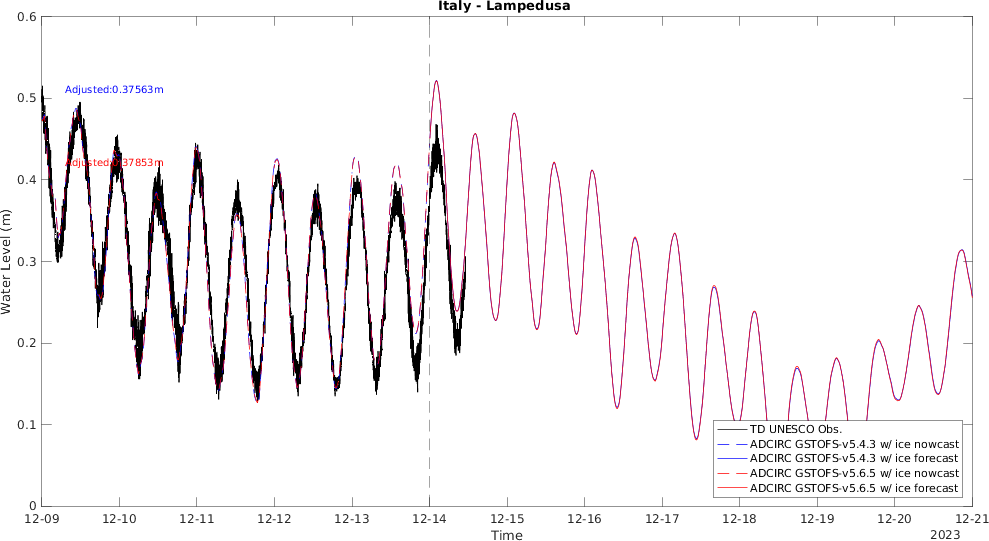 Italy - Lampedusa
0.6
0.5
0.4
0.3
0.2
0.1
0
Water Level (m)
Adjusted:0.37563m
Adjusted:0.37853m
TD UNESCO Obs.
ADCIRC GSTOFS-v5.4.3 w/ ice nowcast
ADCIRC GSTOFS-v5.4.3 w/ ice forecast
ADCIRC GSTOFS-v5.6.5 w/ ice nowcast
ADCIRC GSTOFS-v5.6.5 w/ ice forecast
12-09 12-10 12-11 12-12 12-13 12-14 12-15 12-16 12-17 12-18 12-19 12-20 12-21
Time
2023